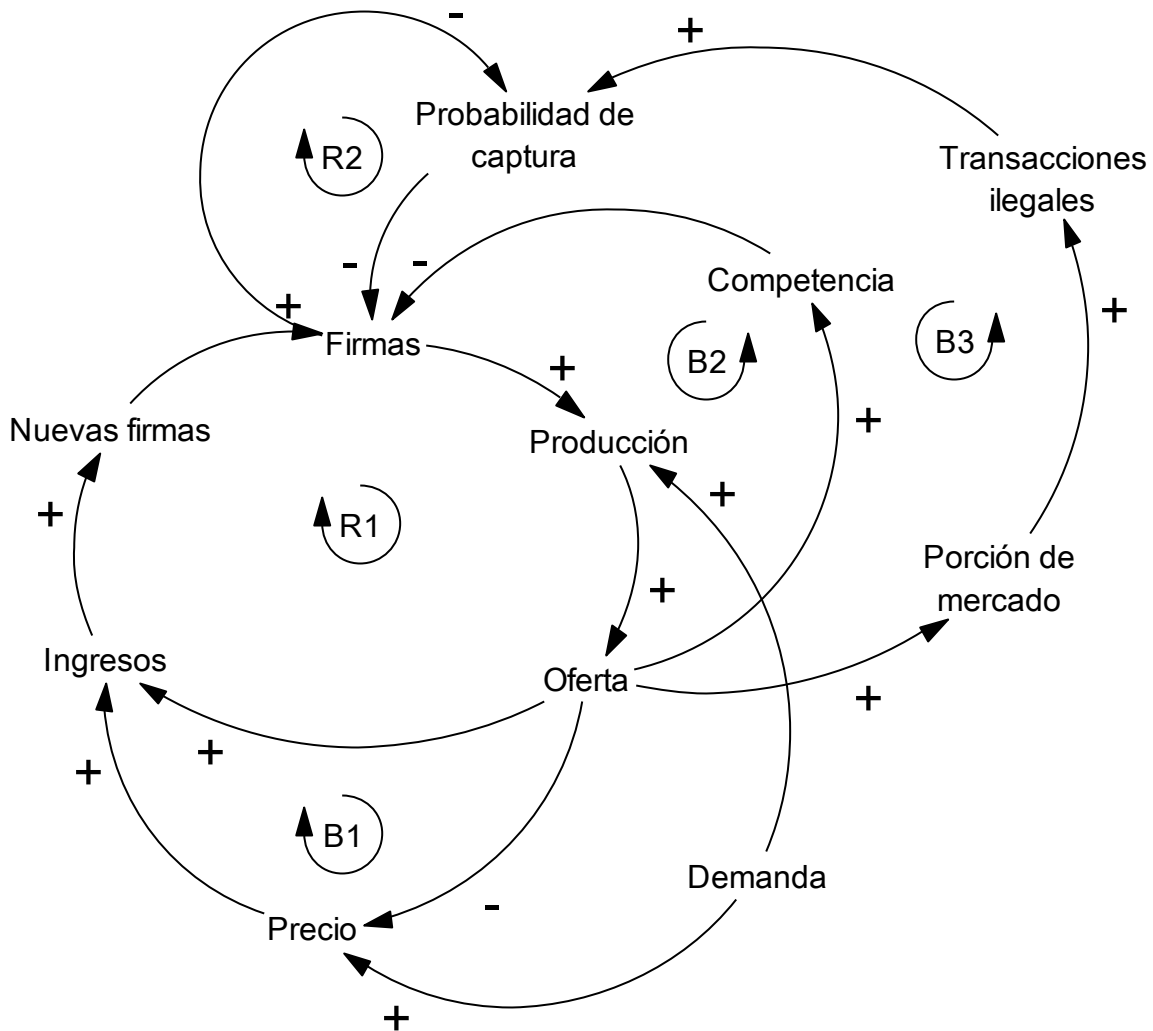 -
+
Probabilidad de
captura
R2
Transacciones
ilegales
-
-
Competencia
+
+
Firmas
B2
B3
+
Nuevas firmas
Producción
+
+
+
R1
Porción de
mercado
+
Ingresos
Oferta
+
+
+
B1
Demanda
-
Precio
+